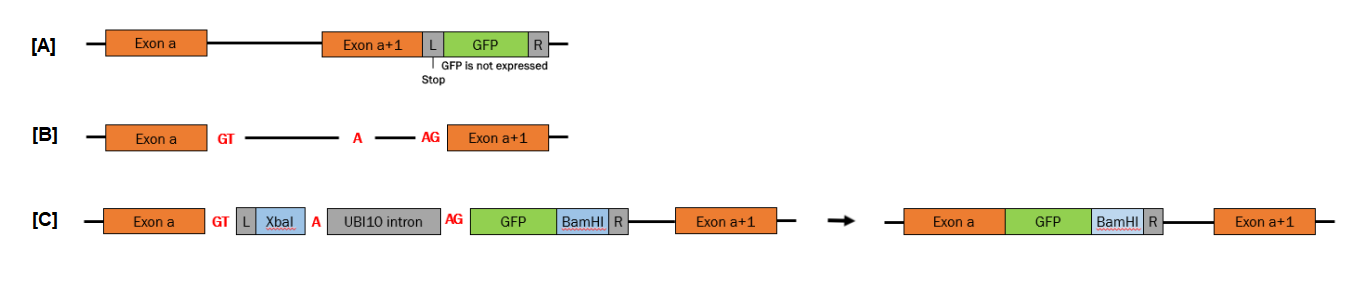 [A] Exon a Exon a+1 L GFP R
GFP is not expressed
Stop
[B] Exon a GT A AG Exon a+1
[C] Exon a GT L XbaI A UBI10 intron AG GFP BamHI R Exon a+1 Exon a GFP BamHI R Exon a+1